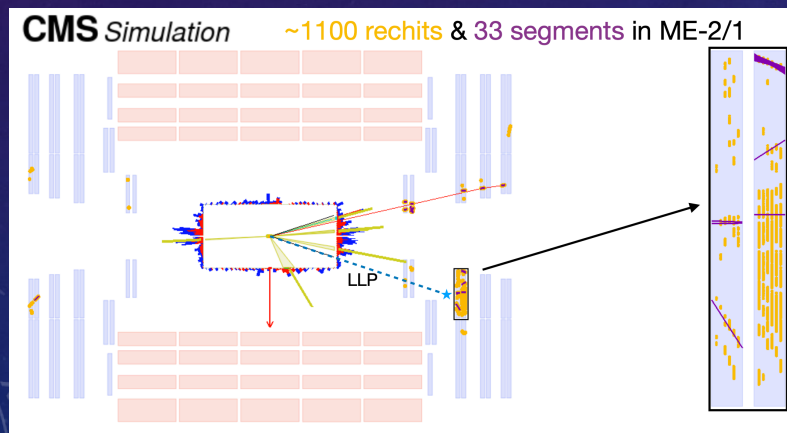 CMS Simulation ~1100 rechits & 33 segments in ME-2/1
LLP